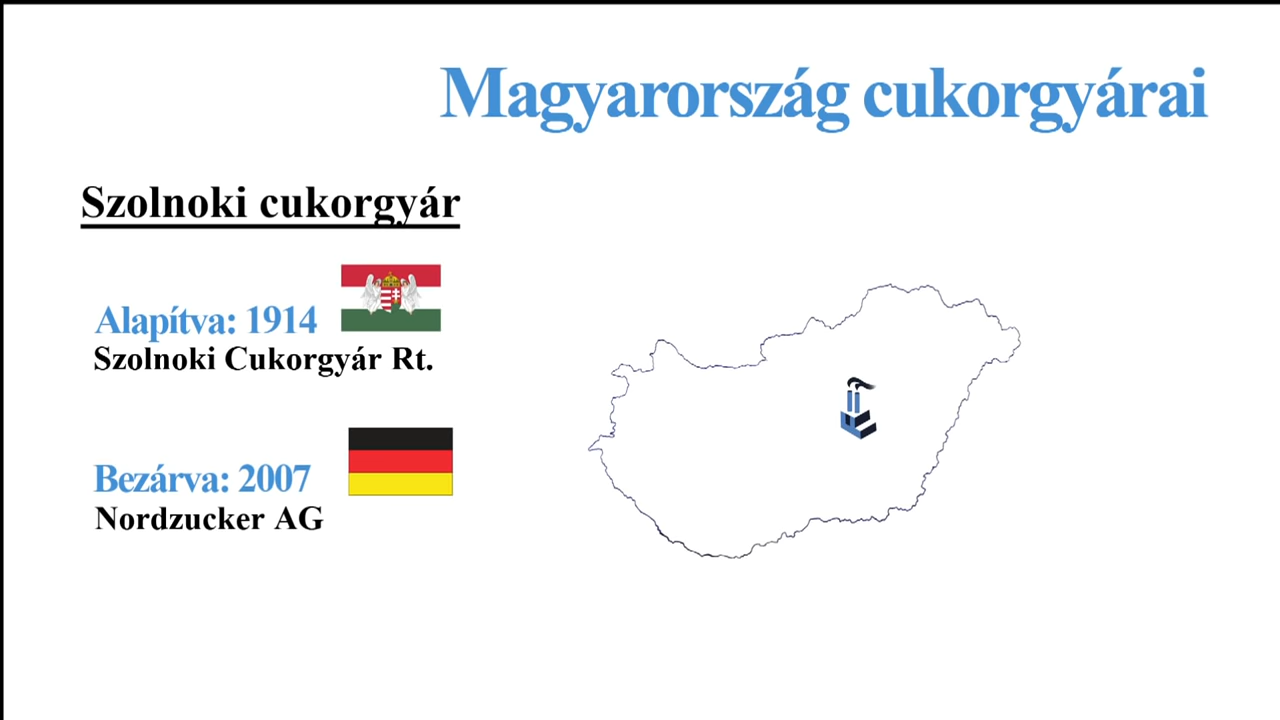 Magyarország cukorgyárai
Szolnoki cukorgyár
Alapítva: 1914
Szolnoki Cukorgyár Rt.
Bezárva: 2007
Nordzucker AG